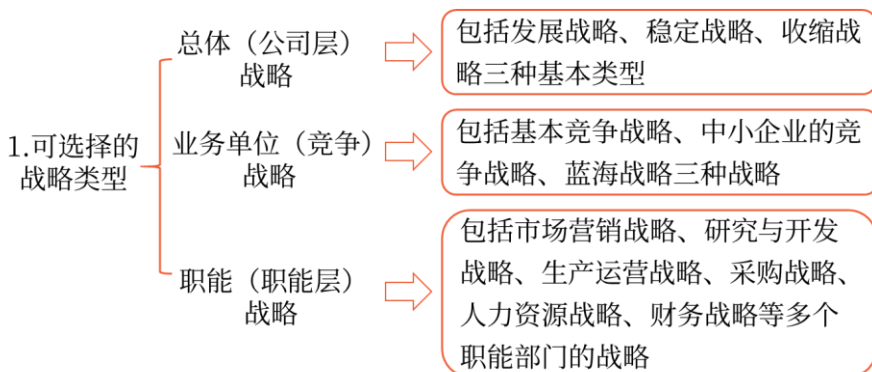 1.可选择的
战略类型
总体（公司层）
战略
包括发展战略、稳定战略、收缩战
略三种基本类型
业务单位（竞争）
战略
包括基本竞争战略、中小企业的竞
争战略、蓝海战略三种战略
职能（职能层）
战略
包括市场营销战略、研究与开发
战略、生产运营战略、采购战略、
人力资源战略、财务战略等多个
职能部门的战略